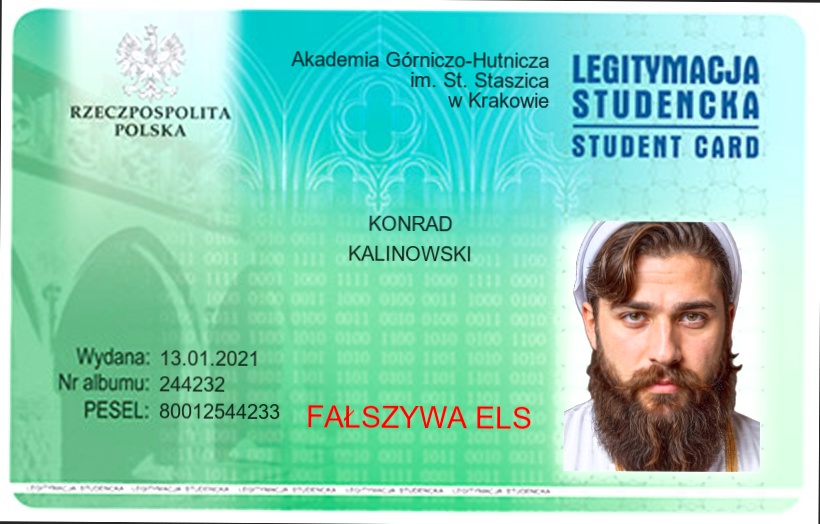 RZECZPOSPOLITA
POLSKA
Akademia Górniczo-Hutnicza
im. St. Staszica
w Krakowie
LEGITYMACJA
STUDENCKA
STUDENT CARD
KONRAD
KALINOWSKI
Wydana: 13.01.2021
Nr albumu: 244232
PESEL: 80012544233
FAŁSZYWA ELS
LEGITYMACJA STUDENCKA LEGITYMACJA STUDENCKA LEGITYMACJA STUDENCKA LEGITYMACJA STUDENCKA LEGITYMACJA STUDENCKA